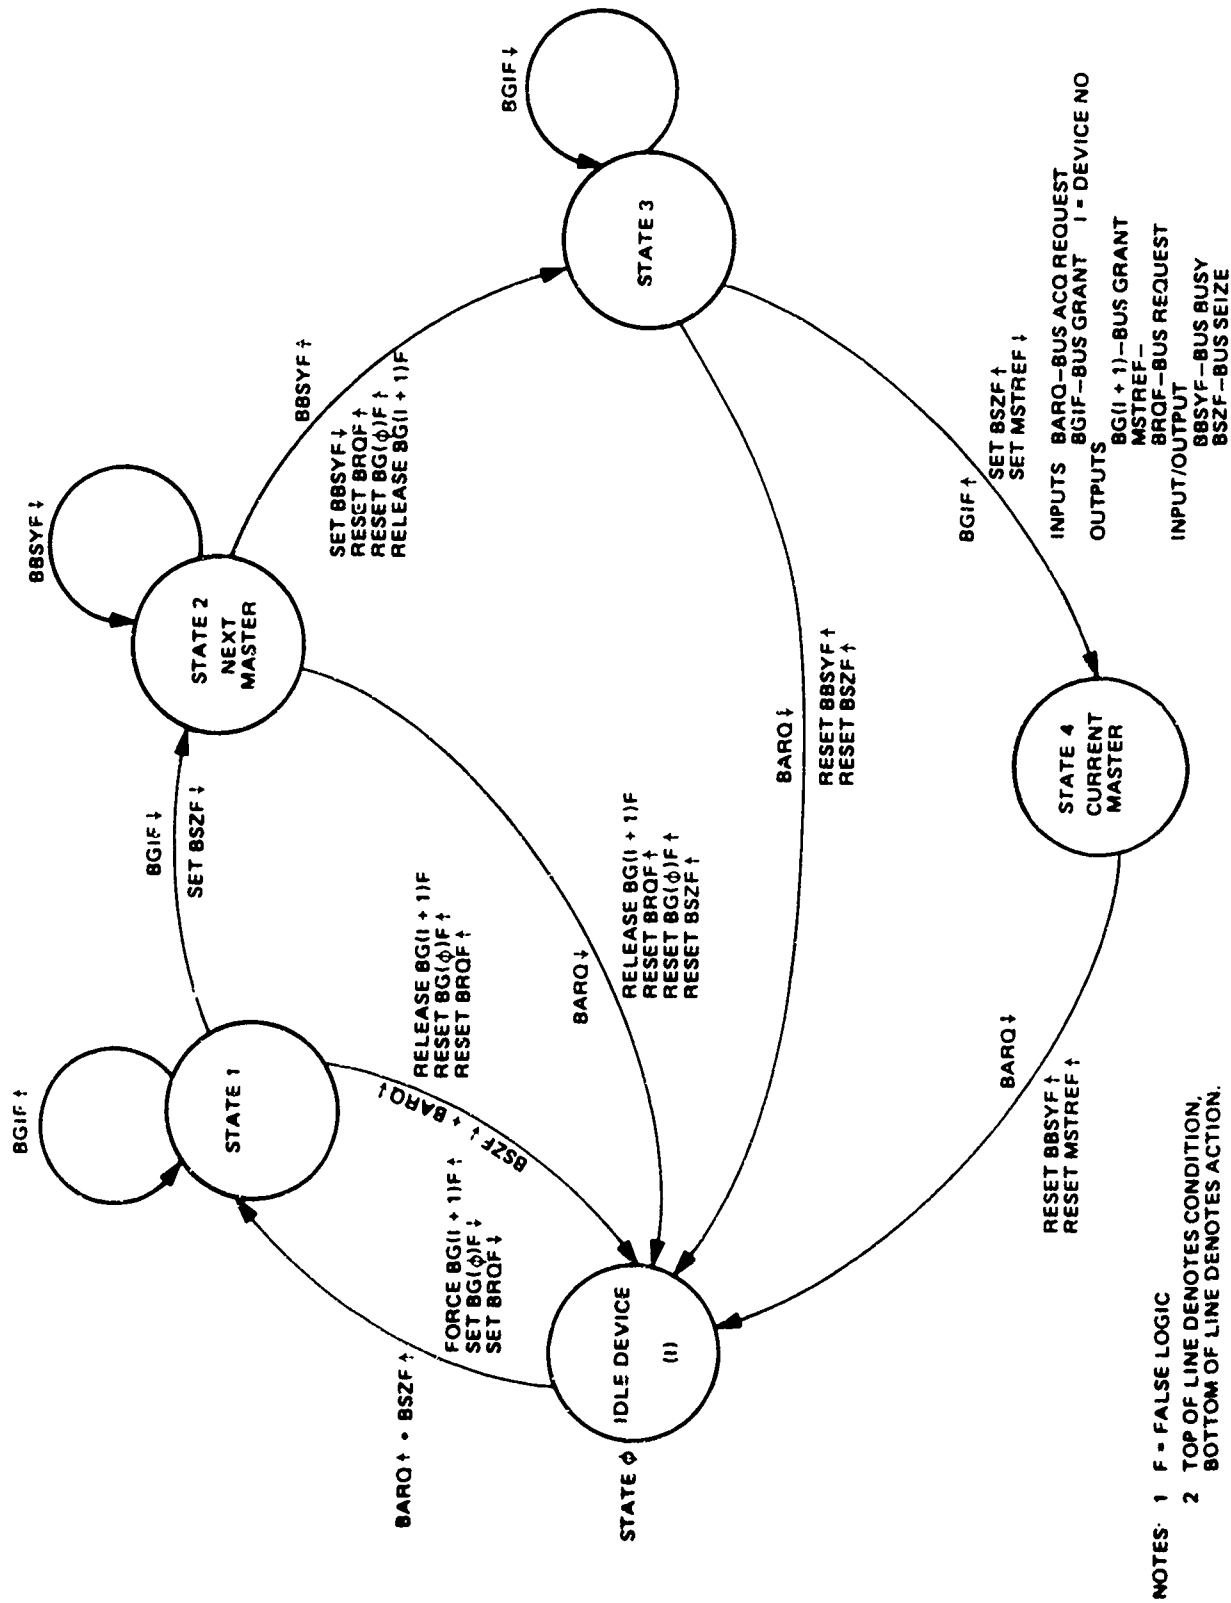 BGIF↑
STATE 1
BGIF↓
SET BSZF↓
BBSYF↓
STATE 2
NEXT
MASTER
BBSYF↑
SET BBSYF↓
RESET BRQF↑
RESET BG(ϕ)F↑
RELEASE BG(I + 1)F
BGIF↓
STATE 3
BARQ↑ • BSZF↑
FORCE BG(I + 1)F↑
SET BG(ϕ)F↓
SET BRQF↓
BSZF↓ + BARQ↓
RELEASE BG(I + 1)F
RESET BG(ϕ)F↑
RESET BRQF↑
BARQ↓
RELEASE BG(I + 1)F
RESET BRQF↑
RESET BG(ϕ)F↑
RESET BSZF↑
BARQ↓
RESET BBSYF↑
RESET BSZF↑
BGIF↑
SET BSZF↑
SET MSTREF↓
STATE ϕ
IDLE DEVICE
(I)
STATE 4
CURRENT
MASTER
BARQ↓
RESET BBSYF↑
RESET MSTREF↑
INPUTS BARQ–BUS ACQ REQUEST
BGIF–BUS GRANT I = DEVICE NO
OUTPUTS
BG(I + 1)–BUS GRANT
MSTREF–
BRQF–BUS REQUEST
INPUT/OUTPUT
BBSYF–BUS BUSY
BSZF–BUS SEIZE
NOTES: 1 F = FALSE LOGIC
2 TOP OF LINE DENOTES CONDITION,
BOTTOM OF LINE DENOTES ACTION.